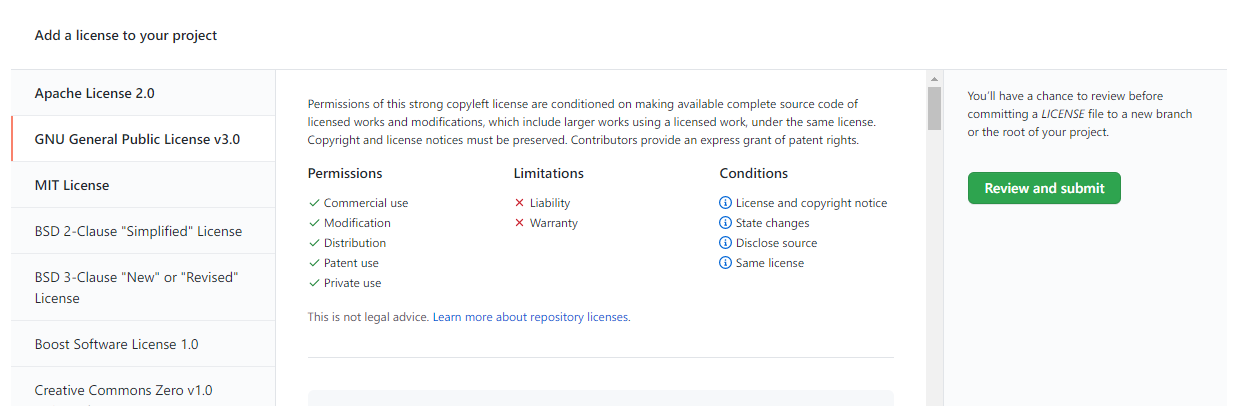 Add a license to your project
Apache License 2.0
GNU General Public License v3.0
MIT License
BSD 2-Clause "Simplified" License
BSD 3-Clause "New" or "Revised"
License
Boost Software License 1.0
Creative Commons Zero v1.0
Permissions of this strong copyleft license are conditioned on making available complete source code of
licensed works and modifications, which include larger works using a licensed work, under the same license.
Copyright and license notices must be preserved. Contributors provide an express grant of patent rights.
Permissions
Commercial use
Modification
Distribution
Patent use
Private use
Limitations
Liability
Warranty
Conditions
License and copyright notice
State changes
Disclose source
Same license
This is not legal advice. Learn more about repository licenses.
You'll have a chance to review before
committing a LICENSE file to a new branch
or the root of your project.
Review and submit